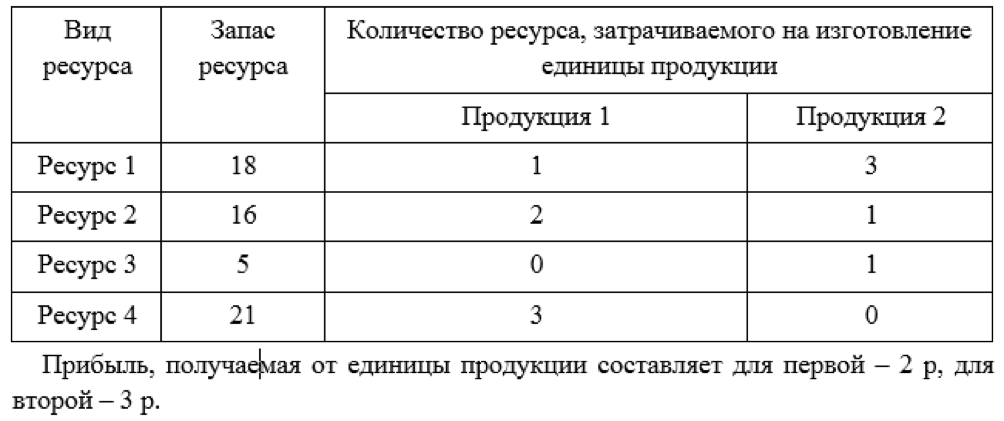 Вид ресурса
Запас ресурса
Количество ресурса, затрачиваемого на изготовление
единицы продукции
Продукция 1
Продукция 2
Ресурс 1 18 1 3
Ресурс 2 16 2 1
Ресурс 3 5 0 1
Ресурс 4 21 3 0
Прибыль, получаемая от единицы продукции составляет для первой – 2 р, для
второй – 3 р.